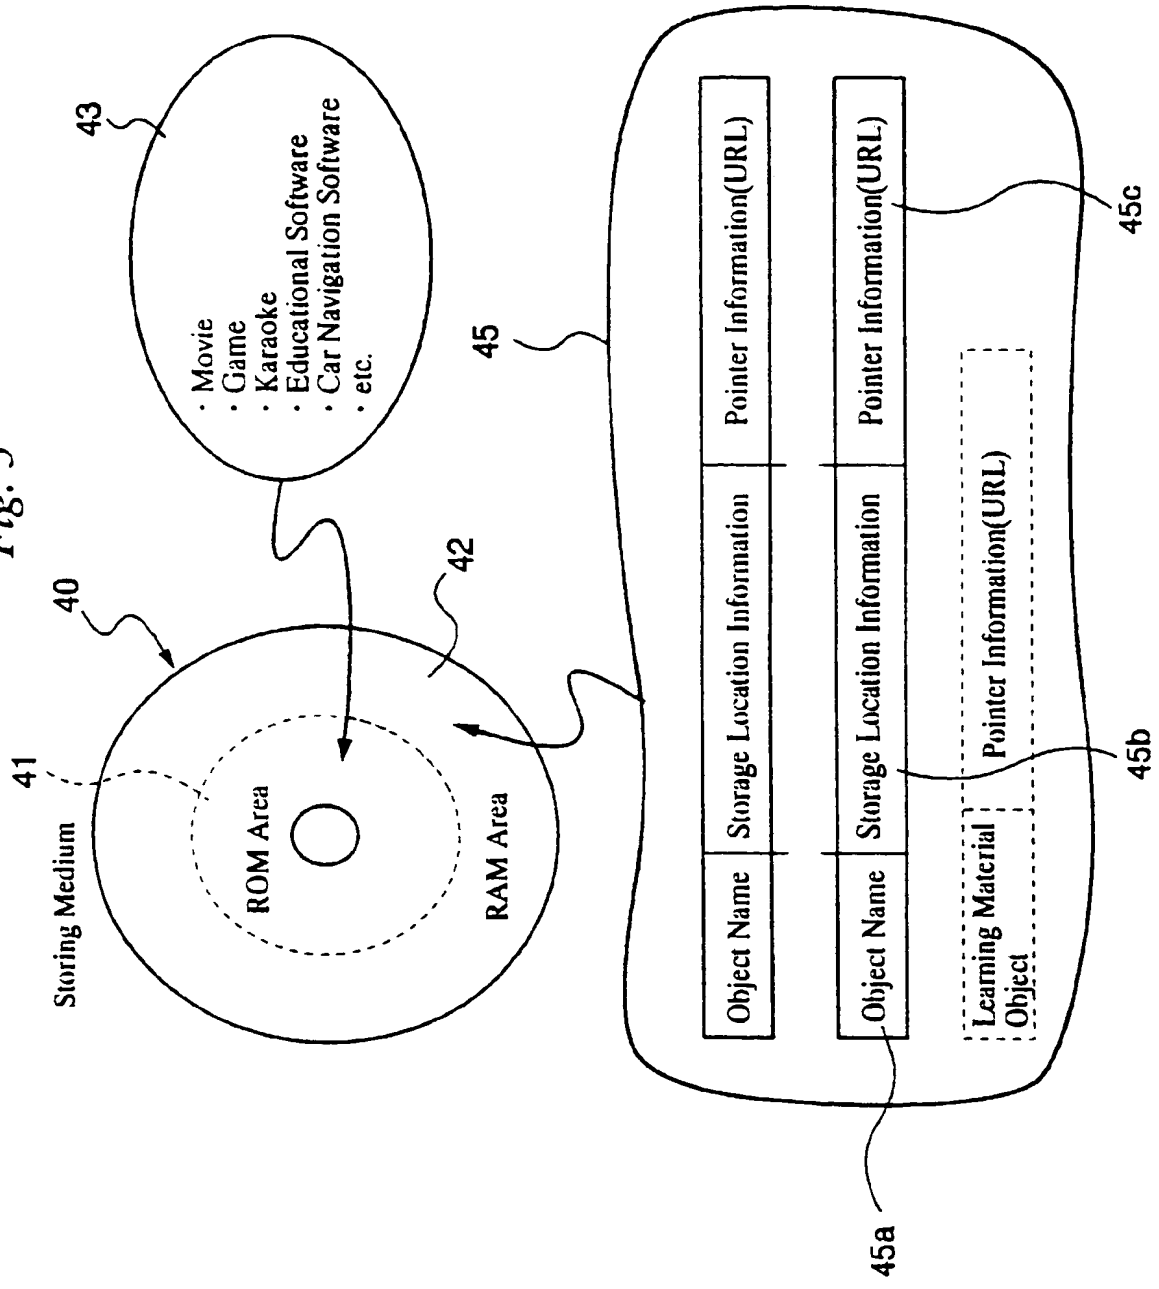 Fig.
Storing Medium
41
40
43
ROM Area
RAM Area
42
· Movie
· Game
· Karaoke
· Educational Software
· Car Navigation Software
· etc.
45
Object Name
Storage Location Information
Pointer Information(URL)
Object Name
Storage Location Information
Pointer Information(URL)
45a
Learning Material
Object
Pointer Information(URL)
45b
45c